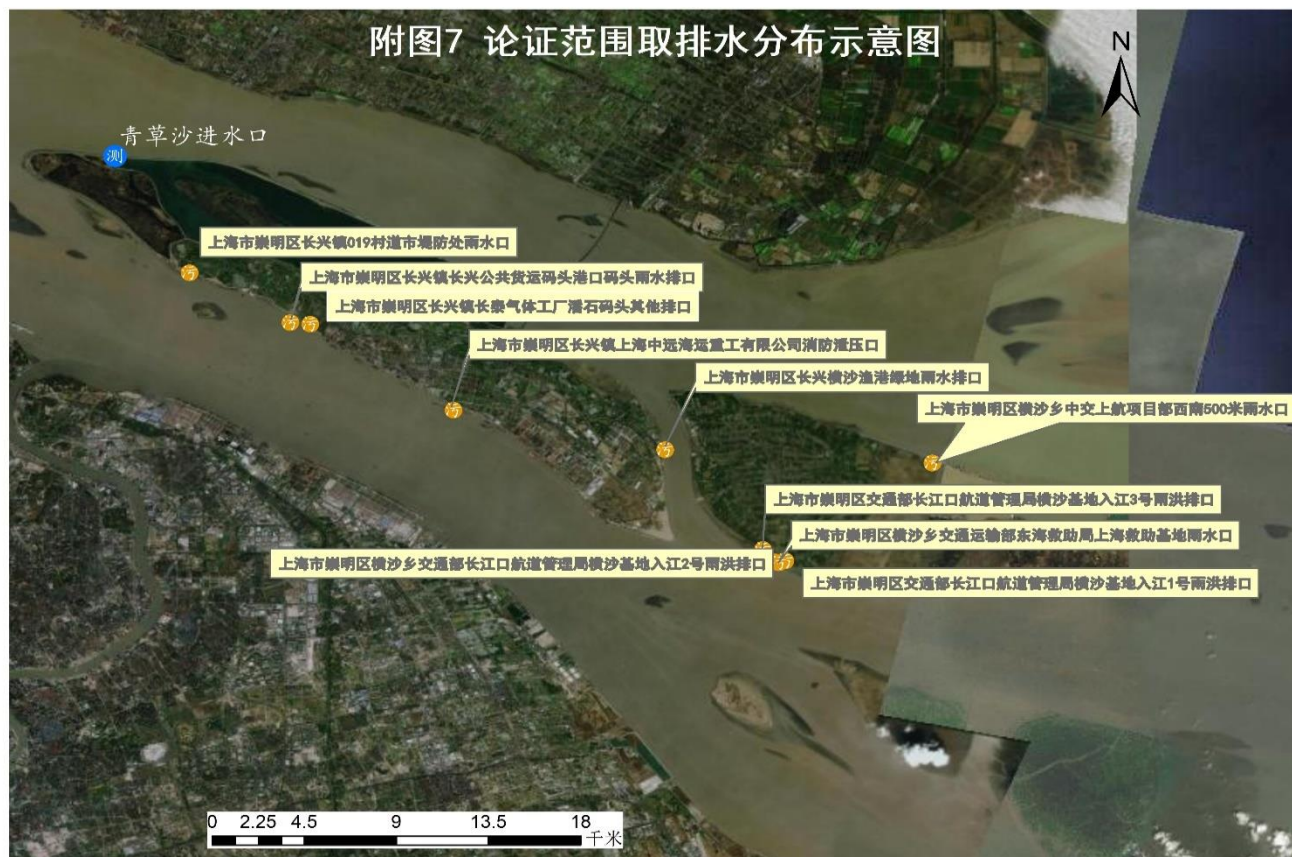 附图7 论证范围取排水分布示意图
N
青草沙进水口
测
上海市崇明区长兴镇019村道市堤防处雨水口
污
上海市崇明区长兴镇长兴公共货运码头港口码头雨水排口
上海市崇明区长兴镇长泰气体工厂潘石码头其他排口
污
污
上海市崇明区长兴镇上海中远海运重工有限公司消防泄压口
上海市崇明区长兴横沙渔港绿地雨水排口
上海市崇明区横沙乡中交上航项目部西南500米雨水口
污
污
污
上海市崇明区交通部长江口航道管理局横沙基地入江3号雨洪排口
上海市崇明区横沙乡交通运输部东海救助局上海救助基地雨水口
上海市崇明区横沙乡交通部长江口航道管理局横沙基地入江2号雨洪排口
污
上海市崇明区交通部长江口航道管理局横沙基地入江1号雨洪排口
0 2.25 4.5 9 13.5 18
千米